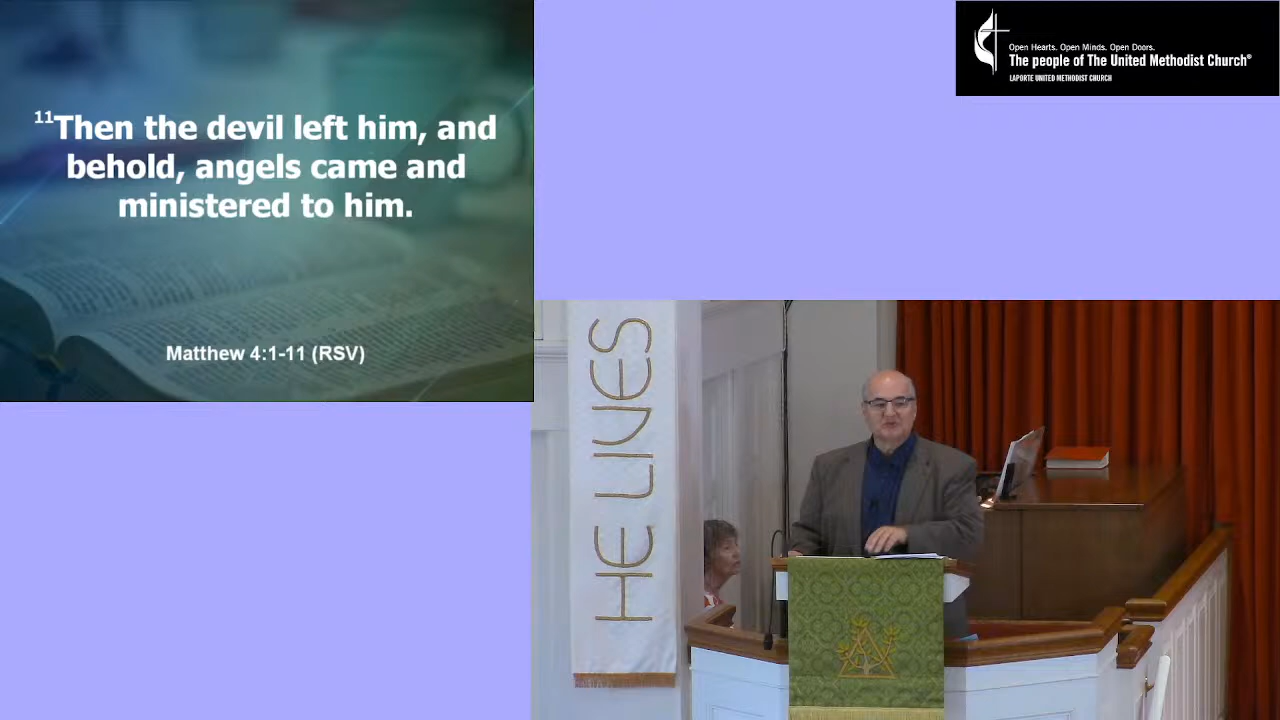 11Then the devil left him, and
behold, angels came and
ministered to him.
Matthew 4:1-11 (RSV)
Open Hearts. Open Minds. Open Doors.
The people of The United Methodist Church®
LAPORTE UNITED METHODIST CHURCH
HE LIVES